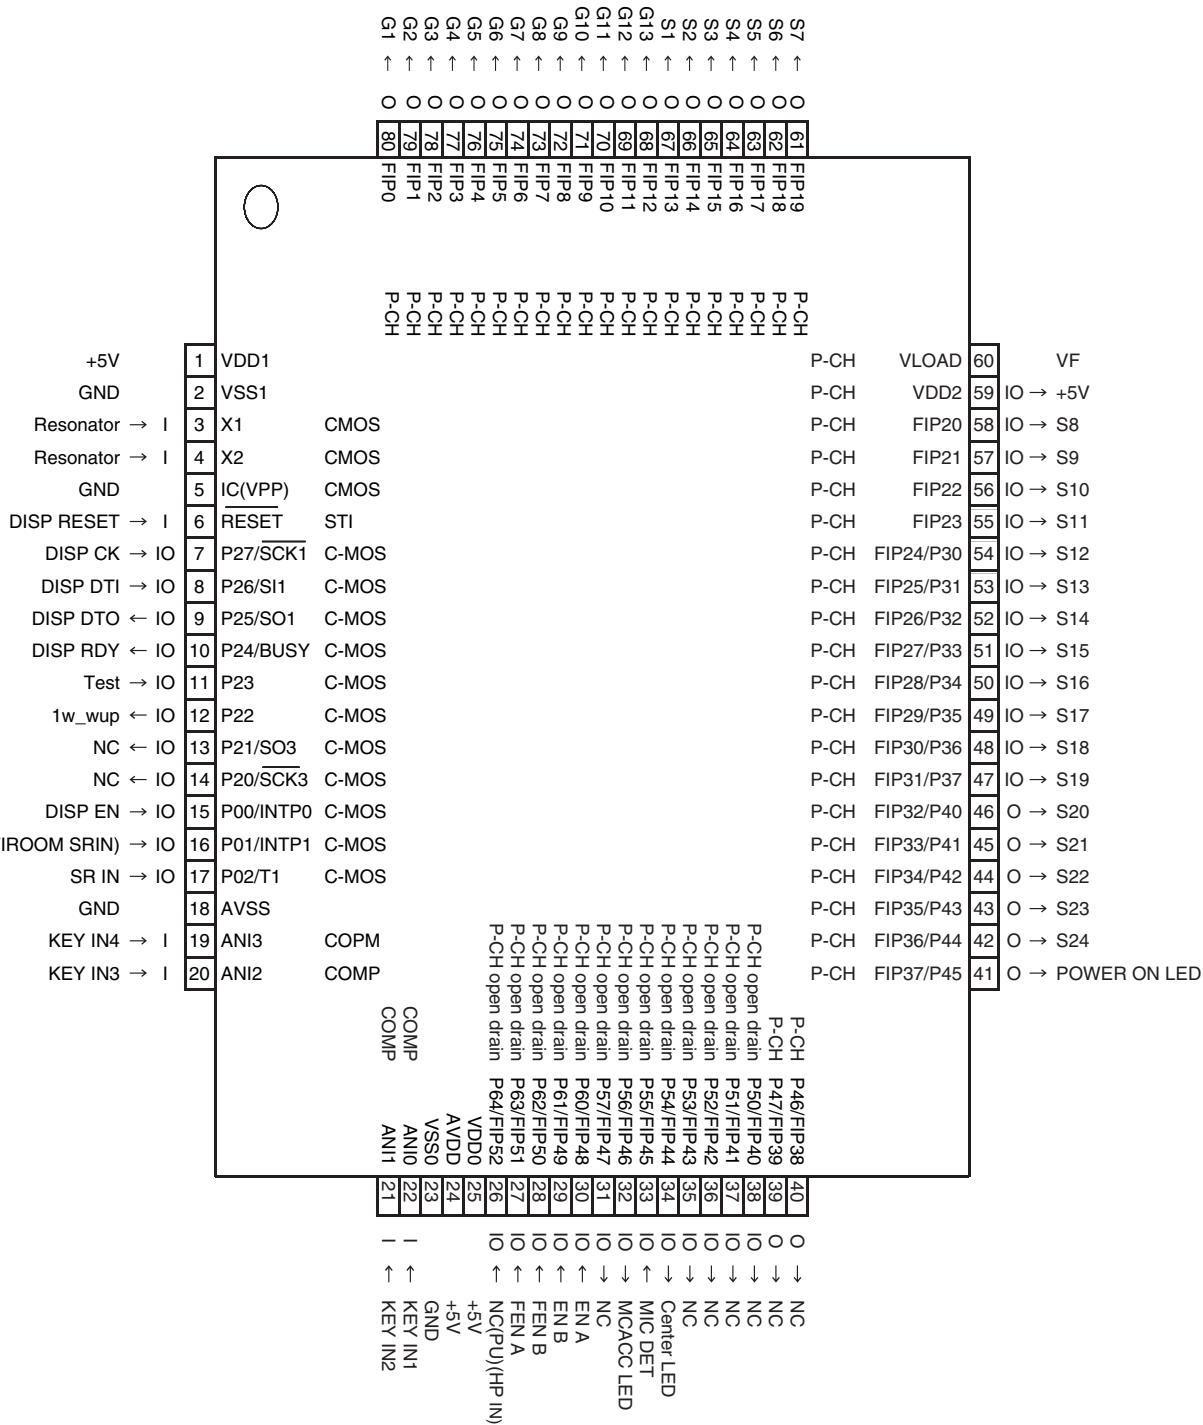 G1 ← O 80 FIP0 P-CH
G2 ← O 79 FIP1 P-CH
G3 ← O 78 FIP2 P-CH
G4 ← O 77 FIP3 P-CH
G5 ← O 76 FIP4 P-CH
G6 ← O 75 FIP5 P-CH
G7 ← O 74 FIP6 P-CH
G8 ← O 73 FIP7 P-CH
G9 ← O 72 FIP8 P-CH
G10 ← O 71 FIP9 P-CH
G11 ← O 70 FIP10 P-CH
G12 ← O 69 FIP11 P-CH
G13 ← O 68 FIP12 P-CH
S1 ← O 67 FIP13 P-CH
S2 ← O 66 FIP14 P-CH
S3 ← O 65 FIP15 P-CH
S4 ← O 64 FIP16 P-CH
S5 ← O 63 FIP17 P-CH
S6 ← O 62 FIP18 P-CH
S7 ← O 61 FIP19 P-CH
+5V 1 VDD1
GND 2 VSS1
Resonator → I 3 X1 CMOS
Resonator → I 4 X2 CMOS
GND 5 IC(VPP) CMOS
DISP RESET → I 6 RESET STI
DISP CK → IO 7 P27/SCK1 C-MOS
DISP DTI → IO 8 P26/SI1 C-MOS
DISP DTO ← IO 9 P25/SO1 C-MOS
DISP RDY ← IO 10 P24/BUSY C-MOS
Test → IO 11 P23 C-MOS
1w_wup ← IO 12 P22 C-MOS
NC ← IO 13 P21/SO3 C-MOS
NC ← IO 14 P20/SCK3 C-MOS
DISP EN → IO 15 P00/INTP0 C-MOS
IROOM SRIN) → IO 16 P01/INTP1 C-MOS
SR IN → IO 17 P02/T1 C-MOS
GND 18 AVSS
KEY IN4 → I 19 ANI3 COPM
KEY IN3 → I 20 ANI2 COMP
P-CH VLOAD 60 VF
P-CH VDD2 59 IO → +5V
P-CH FIP20 58 IO → S8
P-CH FIP21 57 IO → S9
P-CH FIP22 56 IO → S10
P-CH FIP23 55 IO → S11
P-CH FIP24/P30 54 IO → S12
P-CH FIP25/P31 53 IO → S13
P-CH FIP26/P32 52 IO → S14
P-CH FIP27/P33 51 IO → S15
P-CH FIP28/P34 50 IO → S16
P-CH FIP29/P35 49 IO → S17
P-CH FIP30/P36 48 IO → S18
P-CH FIP31/P37 47 IO → S19
P-CH FIP32/P40 46 O → S20
P-CH FIP33/P41 45 O → S21
P-CH FIP34/P42 44 O → S22
P-CH FIP35/P43 43 O → S23
P-CH FIP36/P44 42 O → S24
P-CH FIP37/P45 41 O → POWER ON LED
COMP ANI1 21 I ← KEY IN2
COMP ANI0 22 I ← KEY IN1
VSS0 23 GND
AVDD 24 +5V
VDD0 25 +5V
P-CH open drain P64/FIP52 26 IO ← NC(PU)(HP IN)
P-CH open drain P63/FIP51 27 IO ← FEN A
P-CH open drain P62/FIP50 28 IO ← FEN B
P-CH open drain P61/FIP49 29 IO ← EN B
P-CH open drain P60/FIP48 30 IO ← EN A
P-CH open drain P57/FIP47 31 IO → NC
P-CH open drain P56/FIP46 32 IO → MCACC LED
P-CH open drain P55/FIP45 33 IO ← MIC DET
P-CH open drain P54/FIP44 34 IO → Center LED
P-CH open drain P53/FIP43 35 IO → NC
P-CH open drain P52/FIP42 36 IO → NC
P-CH open drain P51/FIP41 37 IO → NC
P-CH open drain P50/FIP40 38 IO → NC
P-CH P47/FIP39 39 O → NC
P-CH P46/FIP38 40 O → NC